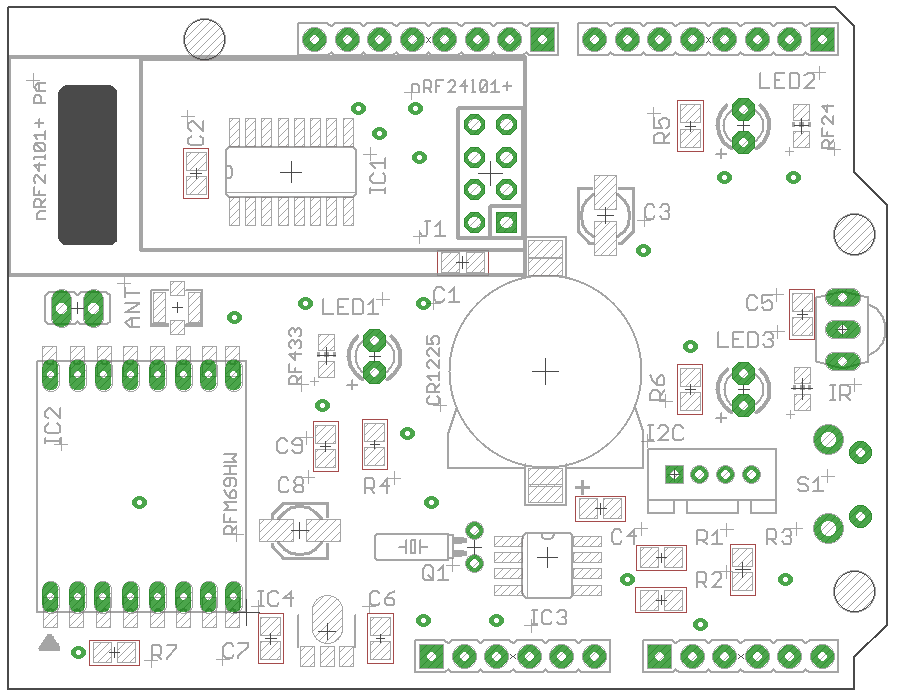 LED2
nRF24l01+
nRF24l01+ PA
C2
IC1
R5
RF24
J1
C3
C1
ANT
LED1
C5
LED3
RF433
CR1225
R6
IR
IC2
C9
I2C
RFM69HW
C8
R4
S1
+
C4
R1
R3
Q1
R2
IC4
C6
IC3
R7
C7